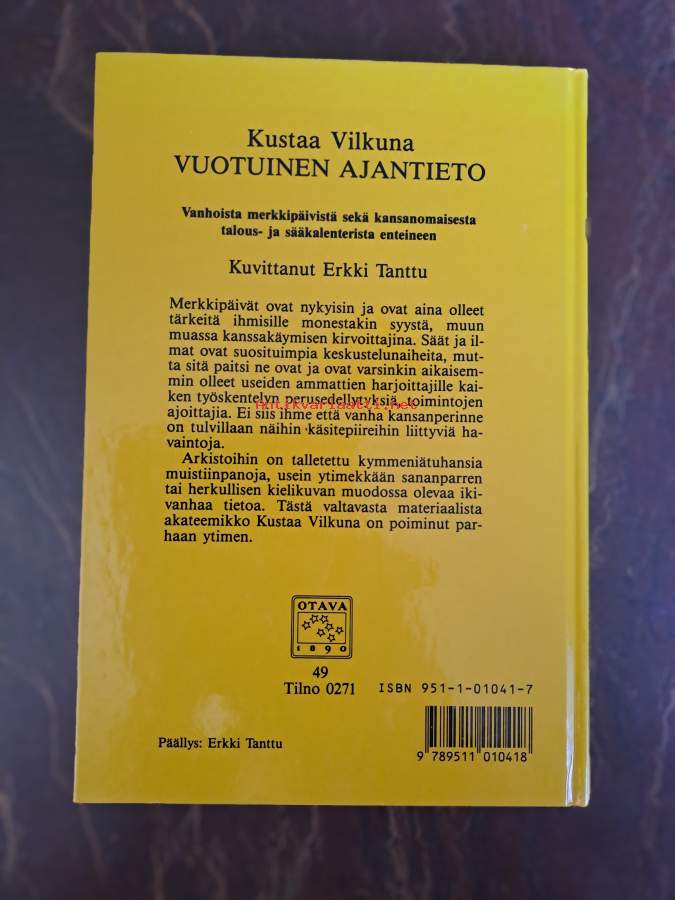 Kustaa Vilkuna
VUOTUINEN AJANTIETO
Vanhoista merkkipäivistä sekä kansanomaisesta
talous- ja sääkalenterista enteineen
Kuvittanut Erkki Tanttu
Merkkipäivät ovat nykyisin ja ovat aina olleet
tärkeitä ihmisille monestakin syystä, muun
muassa kanssakäymisen kirvoittajina. Säät ja il-
mat ovat suosituimpia keskustelunaiheita, mut-
ta sitä paitsi ne ovat ja ovat varsinkin aikaisem-
min olleet useiden ammattien harjoittajille kai-
ken työskentelyn perusedellytyksiä, toimintojen
Antikvariaatti.net
ajoittajia. Ei siis ihme että vanha kansanperinne
on tulvillaan näihin käsitepiireihin liittyviä ha-
vaintoja.
Arkistoihin on talletettu kymmeniätuhansia
muistiinpanoja, usein ytimekkään sananparren
tai herkullisen kielikuvan muodossa olevaa iki-
vanhaa tietoa. Tästä valtavasta materiaalista
akateemikko Kustaa Vilkuna on poiminut par-
haan ytimen.
OTAVA
1890
49
Tilno 0271
ISBN 951-1-01041-7
Päällys: Erkki Tanttu
9 789511 010418